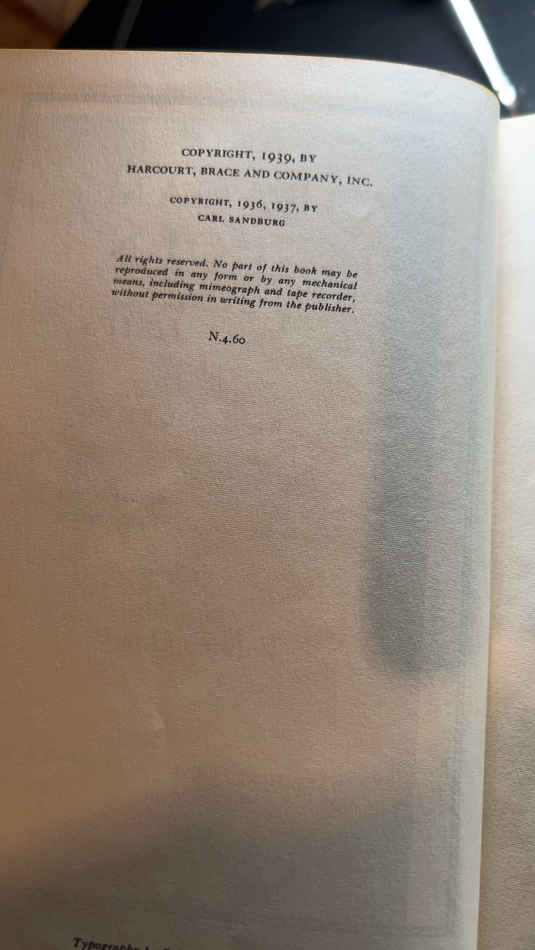 COPYRIGHT, 1939, BY
HARCOURT, BRACE AND COMPANY, INC.
COPYRIGHT, 1936, 1937, BY
CARL SANDBURG
All rights reserved. No part of this book may be
reproduced in any form or by any mechanical
means, including mimeograph and tape recorder,
without permission in writing from the publisher.
N.4.60
Typography